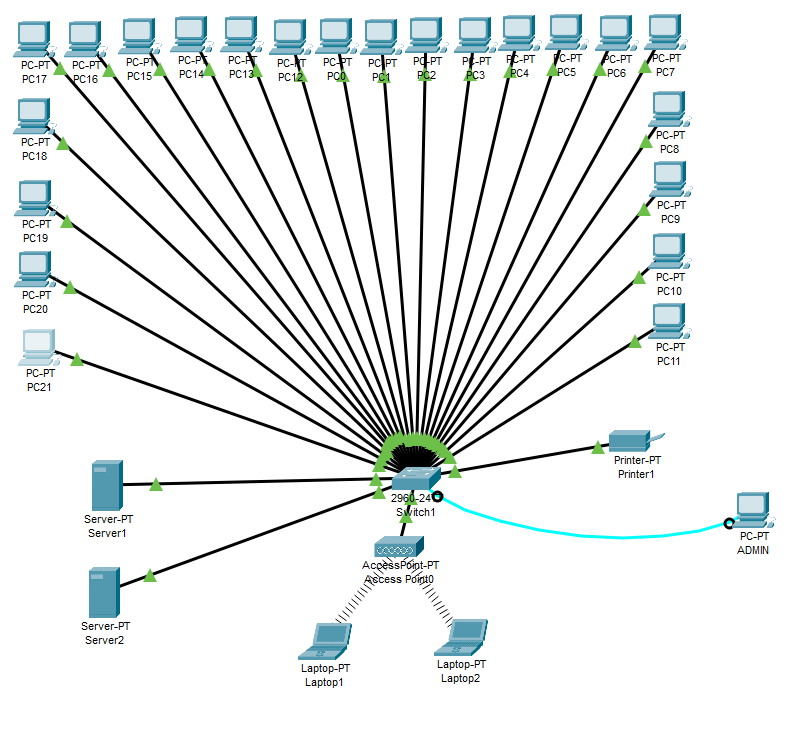 PC-PT
PC17
PC-PT
PC16
PC-PT
PC15
PC-PT
PC14
PC-PT
PC13
PC-PT
PC12
PC-PT
PC0
PC-PT
PC1
PC-PT
PC2
PC-PT
PC3
PC-PT
PC4
PC-PT
PC5
PC-PT
PC6
PC-PT
PC7
PC-PT
PC18
PC-PT
PC8
PC-PT
PC19
PC-PT
PC9
PC-PT
PC20
PC-PT
PC10
PC-PT
PC21
PC-PT
PC11
Printer-PT
Printer1
Server-PT
Server1
2960-24
Switch1
PC-PT
ADMIN
AccessPoint-PT
Access Point0
Server-PT
Server2
Laptop-PT
Laptop1
Laptop-PT
Laptop2